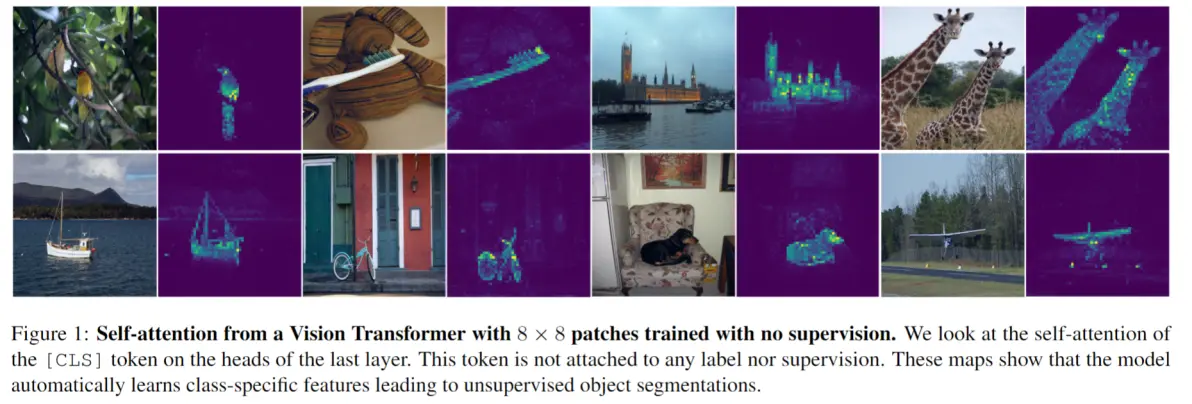 Figure 1: Self-attention from a Vision Transformer with 8 × 8 patches trained with no supervision. We look at the self-attention of
the [CLS] token on the heads of the last layer. This token is not attached to any label nor supervision. These maps show that the model
automatically learns class-specific features leading to unsupervised object segmentations.